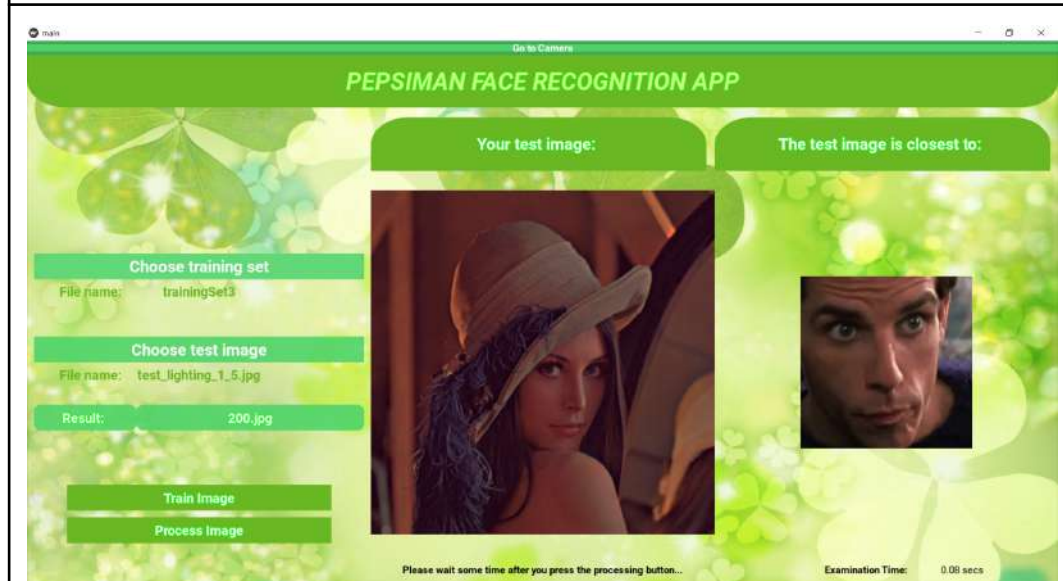 main
Go to Camera
PEPSIMAN FACE RECOGNITION APP
Your test image:
The test image is closest to:
Choose training set
File name: trainingSet3
Choose test image
File name: test_lighting_1_5.jpg
Result: 200.jpg
Train Image
Process Image
Please wait some time after you press the processing button...
Examination Time: 0.08 secs